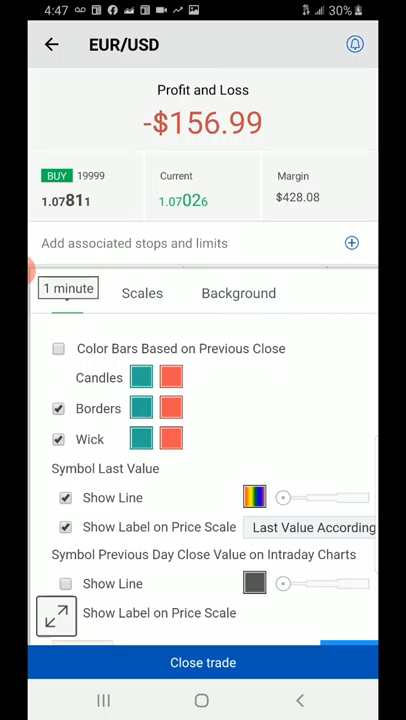 4:47 30%
EUR/USD
Profit and Loss
-$156.99
BUY 19999 Current Margin
1.07811 1.07026 $428.08
Add associated stops and limits
1 minute Scales Background
Color Bars Based on Previous Close
Candles
Borders
Wick
Symbol Last Value
Show Line
Show Label on Price Scale Last Value According
Symbol Previous Day Close Value on Intraday Charts
Show Line
Show Label on Price Scale
Close trade